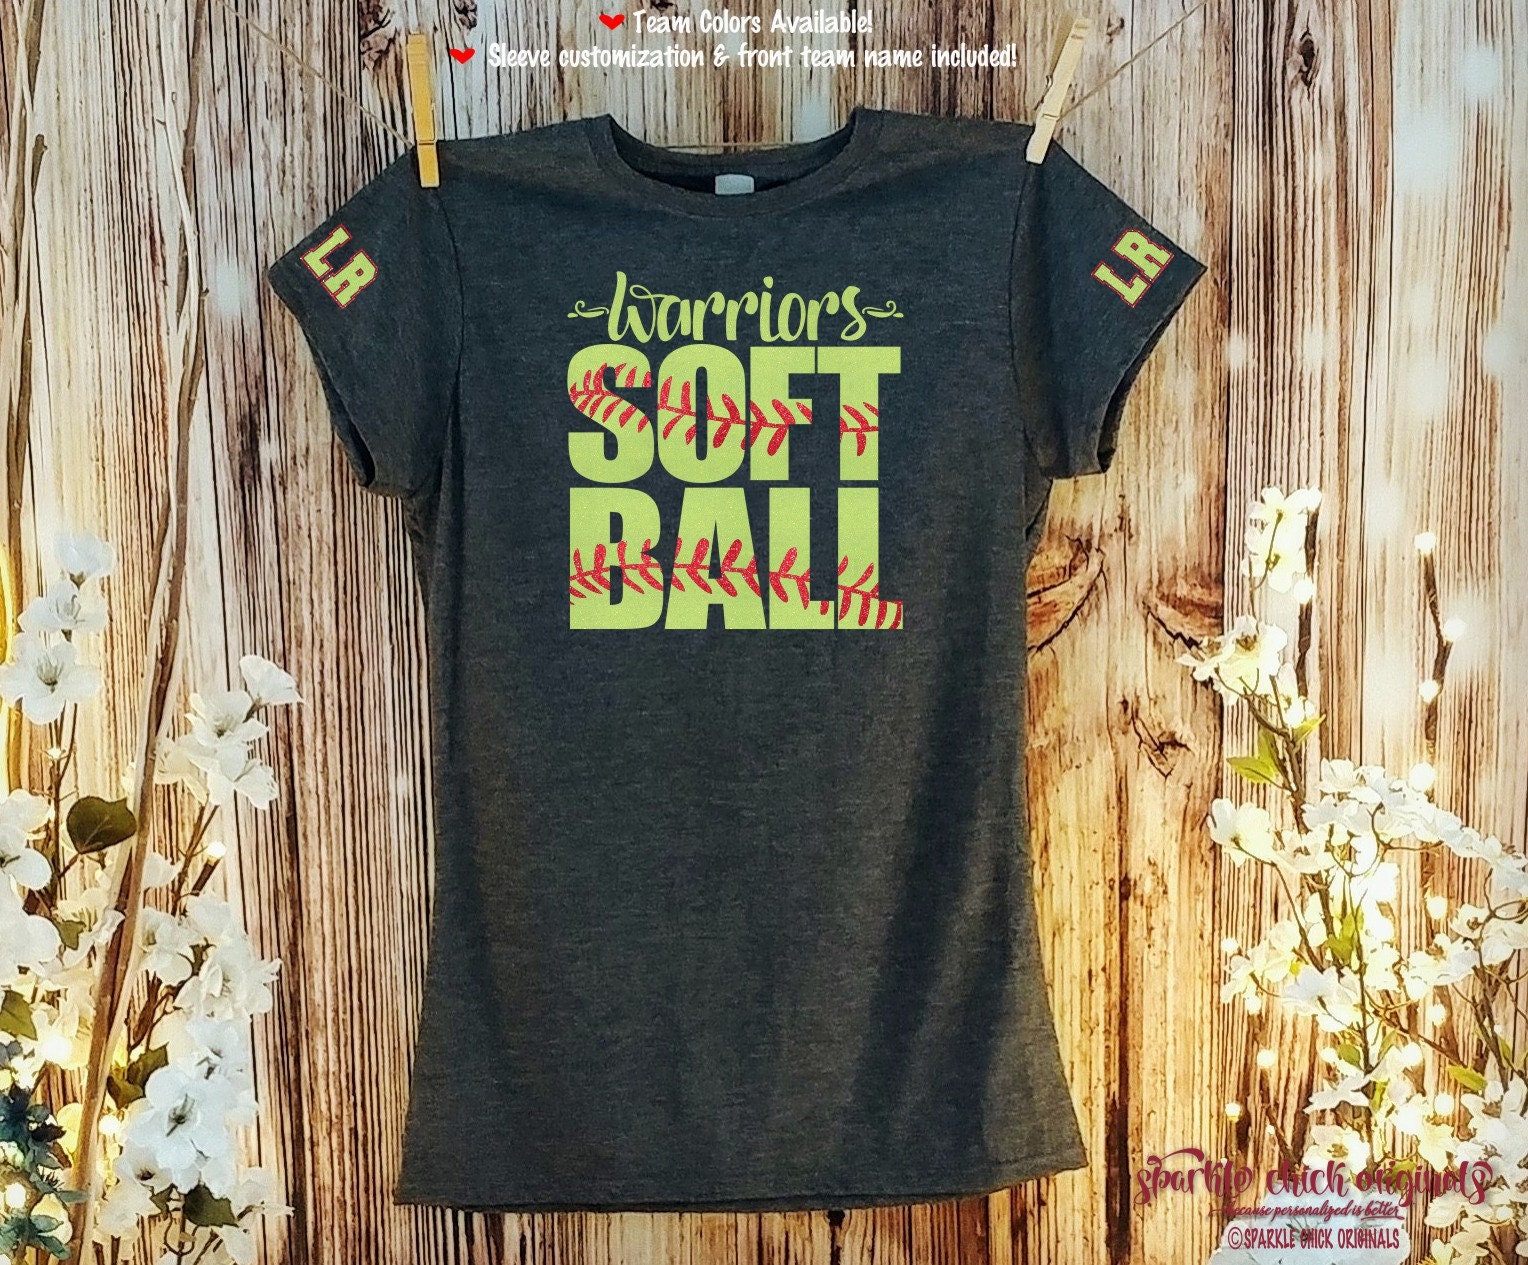 Team Colors Available!
Sleeve customization & front team name included!
LR
LR
Warriors
SOFT
BALL
sparkle chick originals
because personalized is better
©SPARKLE CHICK ORIGINALS